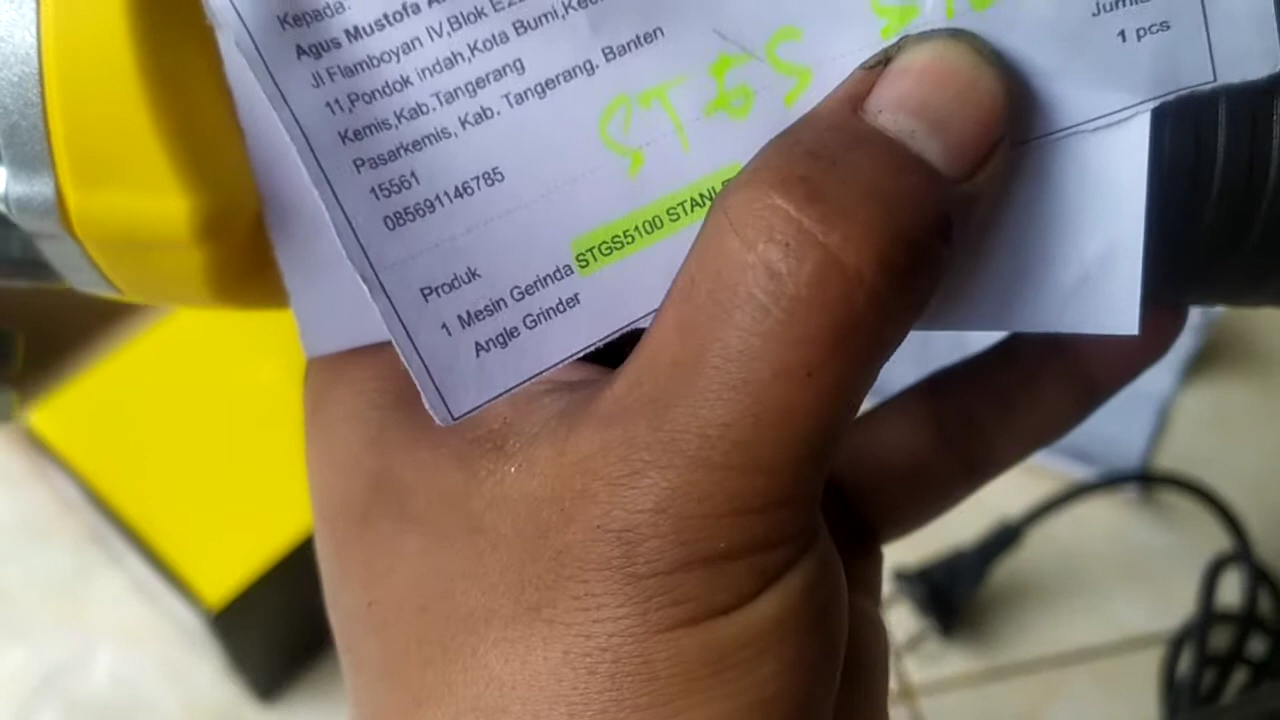 Kepada:
Agus Mustofa
Jl Flamboyan IV,Blok
11,Pondok indah,Kota Bumi,
Kemis,Kab,Tangerang
Pasarkemis, Kab. Tangerang. Banten
15561
085691146785
STGS
1 pcs
Produk
1 Mesin Gerinda STGS5100
Angle Grinder